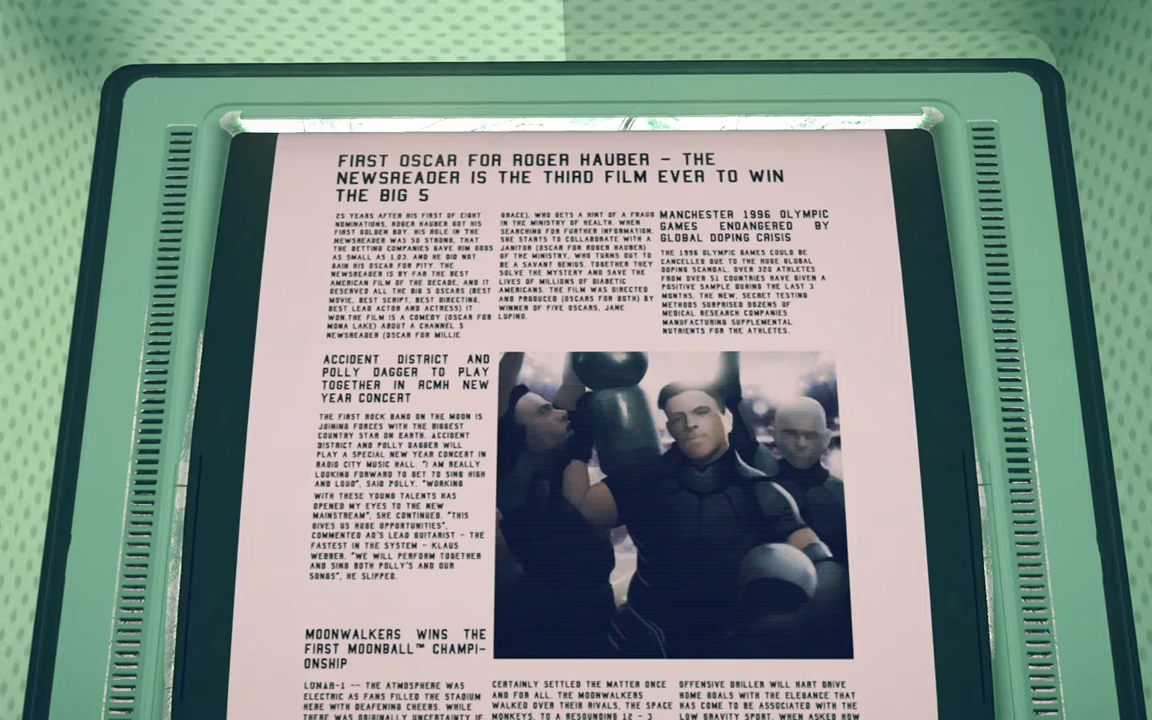 FIRST OSCAR FOR ROGER HAUBER – THE
NEWSREADER IS THE THIRD FILM EVER TO WIN
THE BIG 5
25 YEARS AFTER HIS FIRST OF EIGHT
NOMINATIONS, ROGER HAUBER GOT HIS
FIRST GOLDEN BOY. HIS ROLE IN THE
NEWSREADER WAS SO STRONG, THAT
THE BETTING COMPANIES GAVE HIM ODDS
AS SMALL AS 1.03. AND HE DID NOT
GAIN HIS OSCAR FOR PITY. THE
NEWSREADER IS BY FAR THE BEST
AMERICAN FILM OF THE DECADE, AND IT
DESERVED ALL THE BIG 5 OSCARS (BEST
MOVIE, BEST SCRIPT, BEST DIRECTING,
BEST LEAD ACTOR AND ACTRESS) IT
WON.THE FILM IS A COMEDY (OSCAR FOR
MONA LAKE) ABOUT A CHANNEL 5
NEWSREADER (OSCAR FOR MILLIE
GRACE), WHO GETS A HINT OF A FRAUD
IN THE MINISTRY OF HEALTH. WHEN
SEARCHING FOR FURTHER INFORMATION,
SHE STARTS TO COLLABORATE WITH A
JANITOR (OSCAR FOR ROGER HAUBER)
OF THE MINISTRY, WHO TURNS OUT TO
BE A SAVANT GENIUS. TOGETHER THEY
SOLVE THE MYSTERY AND SAVE THE
LIVES OF MILLIONS OF DIABETIC
AMERICANS. THE FILM WAS DIRECTED
AND PRODUCED (OSCARS FOR BOTH) BY
WINNER OF FIVE OSCARS, JANE
LUPINO.
MANCHESTER 1996 OLYMPIC
GAMES ENDANGERED BY
GLOBAL DOPING CRISIS
THE 1996 OLYMPIC GAMES COULD BE
CANCELLED DUE TO THE HUGE GLOBAL
DOPING SCANDAL. OVER 320 ATHLETES
FROM OVER 51 COUNTRIES HAVE GIVEN A
POSITIVE SAMPLE DURING THE LAST 3
MONTHS. THE NEW, SECRET TESTING
METHODS SURPRISED DOZENS OF
MEDICAL RESEARCH COMPANIES
MANUFACTURING SUPPLEMENTAL
NUTRIENTS FOR THE ATHLETES.
ACCIDENT DISTRICT AND
POLLY DAGGER TO PLAY
TOGETHER IN RCMH NEW
YEAR CONCERT
THE FIRST ROCK BAND ON THE MOON IS
JOINING FORCES WITH THE BIGGEST
COUNTRY STAR ON EARTH. ACCIDENT
DISTRICT AND POLLY DAGGER WILL
PLAY A SPECIAL NEW YEAR CONCERT IN
RADIO CITY MUSIC HALL. "I AM REALLY
LOOKING FORWARD TO GET TO SING HIGH
AND LOUD", SAID POLLY. "WORKING
WITH THESE YOUNG TALENTS HAS
OPENED MY EYES TO THE NEW
MAINSTREAM", SHE CONTINUED. "THIS
GIVES US HUGE OPPORTUNITIES",
COMMENTED AD'S LEAD GUITARIST – THE
FASTEST IN THE SYSTEM – KLAUS
WEBBER. "WE WILL PERFORM TOGETHER
AND SING BOTH POLLY'S AND OUR
SONGS", HE SLIPPED.
MOONWALKERS WINS THE
FIRST MOONBALL™ CHAMPI-
ONSHIP
LUNAR-1 –– THE ATMOSPHERE WAS
ELECTRIC AS FANS FILLED THE STADIUM
HERE WITH DEAFENING CHEERS. WHILE
THERE WAS ORIGINALLY UNCERTAINTY IF
CERTAINLY SETTLED THE MATTER ONCE
AND FOR ALL. THE MOONWALKERS
WALKED OVER THEIR RIVALS, THE SPACE
MONKEYS, TO A RESOUNDING 12 – 3
OFFENSIVE DRILLER WILL HART DRIVE
HOME GOALS WITH THE ELEGANCE THAT
HAS COME TO BE ASSOCIATED WITH THE
LOW GRAVITY SPORT. WHEN ASKED HOW